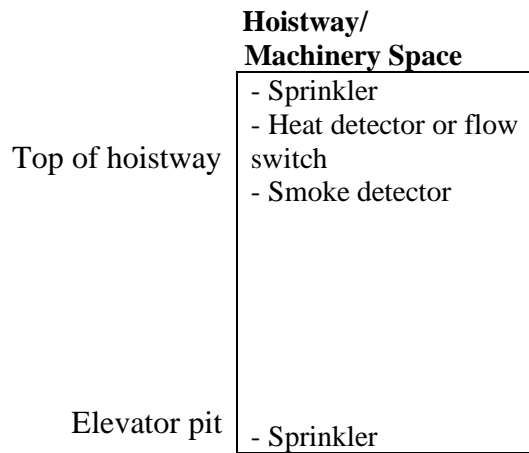 Hoistway/
Machinery Space
- Sprinkler
- Heat detector or flow
switch
- Smoke detector
Top of hoistway
Elevator pit
- Sprinkler